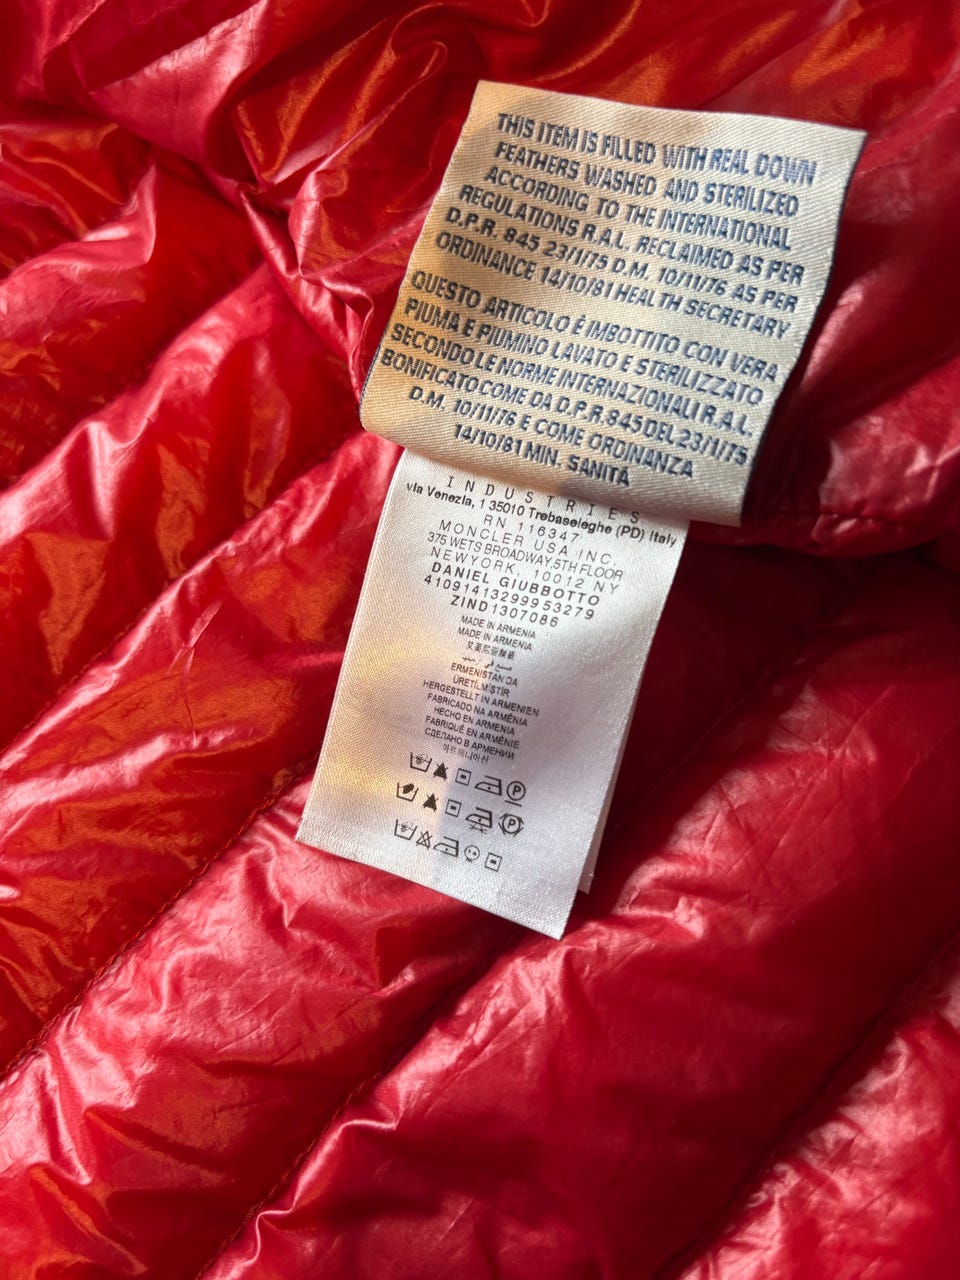 THIS ITEM IS FILLED WITH REAL DOWN
FEATHERS WASHED AND STERILIZED
ACCORDING TO THE INTERNATIONAL
REGULATIONS R.A.L. RECLAIMED AS PER
D.P.R. 845 23/1/75 D.M. 10/11/76 AS PER
ORDINANCE 14/10/81 HEALTH SECRETARY
QUESTO ARTICOLO È IMBOTTITO CON VERA
PIUMA E PIUMINO LAVATO E STERILIZZATO
SECONDO LE NORME INTERNAZIONALI R.A.L.
BONIFICATO COME DA D.P.R. 845 DEL 23/1/75
D.M. 10/11/76 E COME ORDINANZA
14/10/81 MIN. SANITÁ
INDUSTRIES
via Venezia, 1 35010 Trebaseleghe (PD) Italy
RN 116347
MONCLER USA INC.
375 WETS BROADWAY, 5TH FLOOR
NEWYORK, 10012 NY
DANIEL GIUBBOTTO
41091413299953279
ZIND1307086
MADE IN ARMENIA
MADE IN ARMENIA
ERMENISTAN'DA
ÜRETİLMİSTİR
HERGESTELLT IN ARMENIEN
FABRICADO NA ARMÉNIA
HECHO EN ARMENIA
FABRIQUÉ EN ARMÉNIE
СДЕЛАНО В АРМЕНИИ